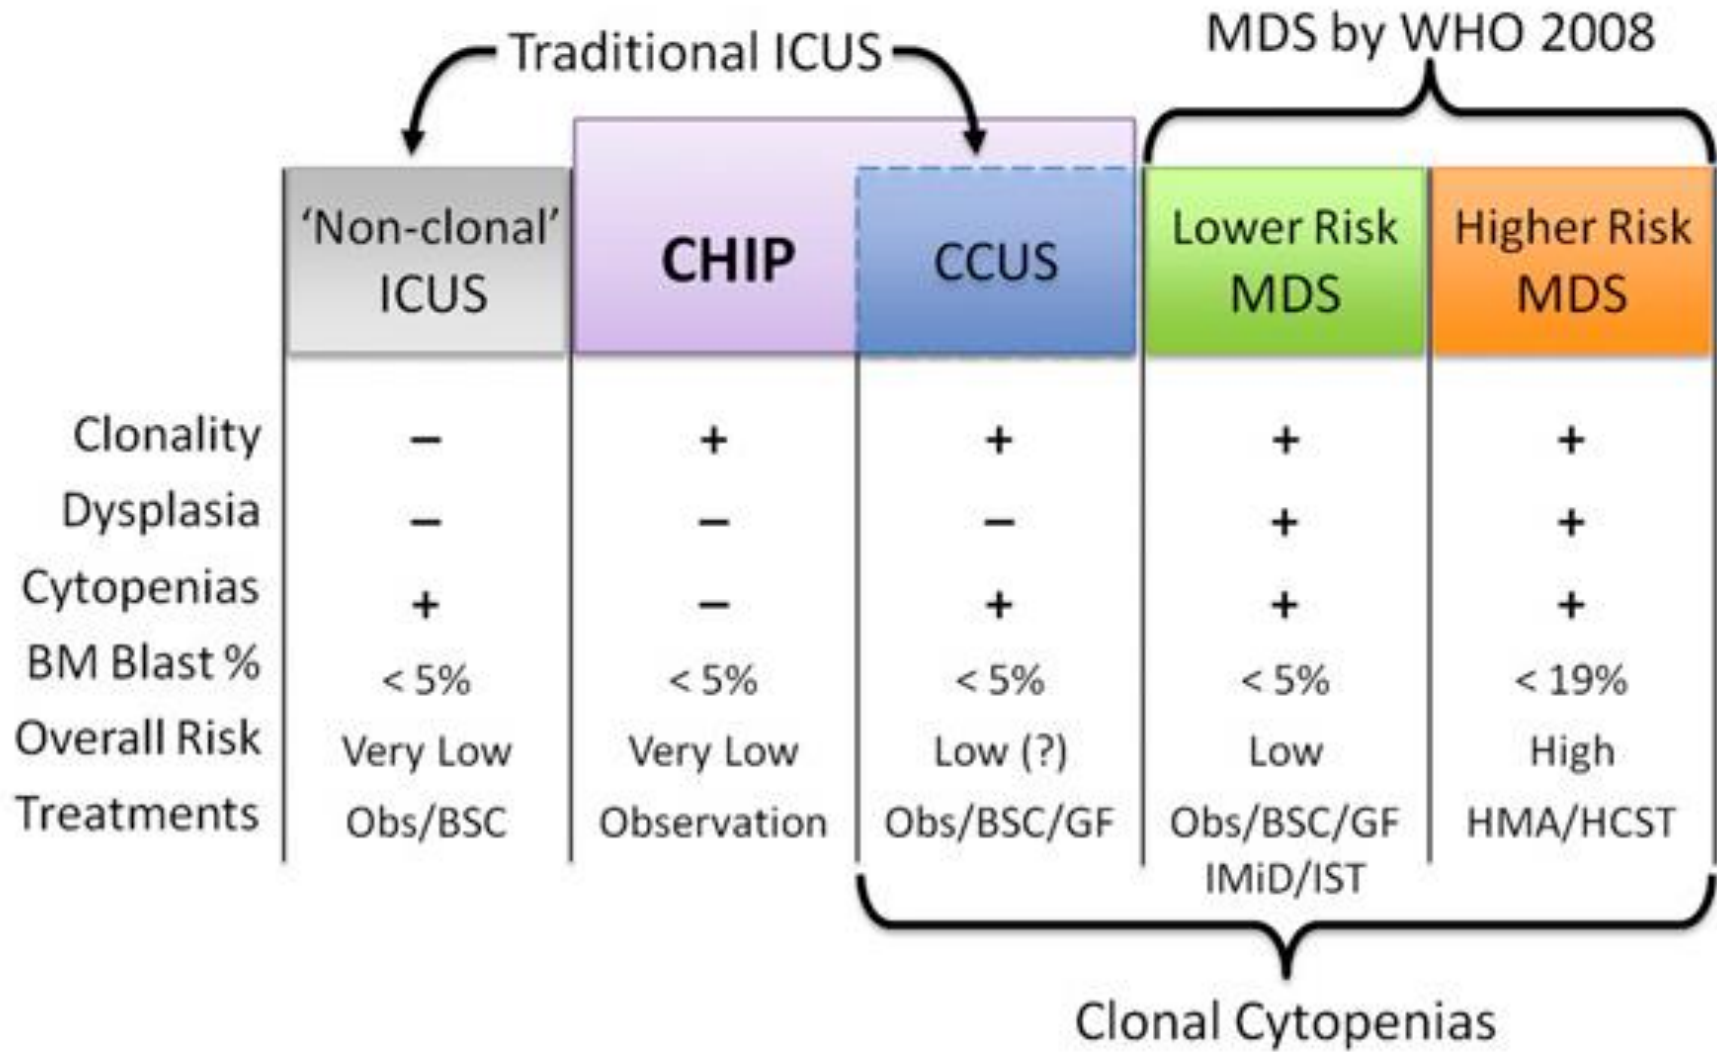 Traditional ICUS
MDS by WHO 2008
‘Non-clonal’
ICUS
CHIP
CCUS
Lower Risk
MDS
Higher Risk
MDS
Clonality − + + + +
Dysplasia − − − + +
Cytopenias + − + + +
BM Blast % < 5% < 5% < 5% < 5% < 19%
Overall Risk Very Low Very Low Low (?) Low High
Treatments Obs/BSC Observation Obs/BSC/GF Obs/BSC/GF HMA/HCST
IMiD/IST
Clonal Cytopenias